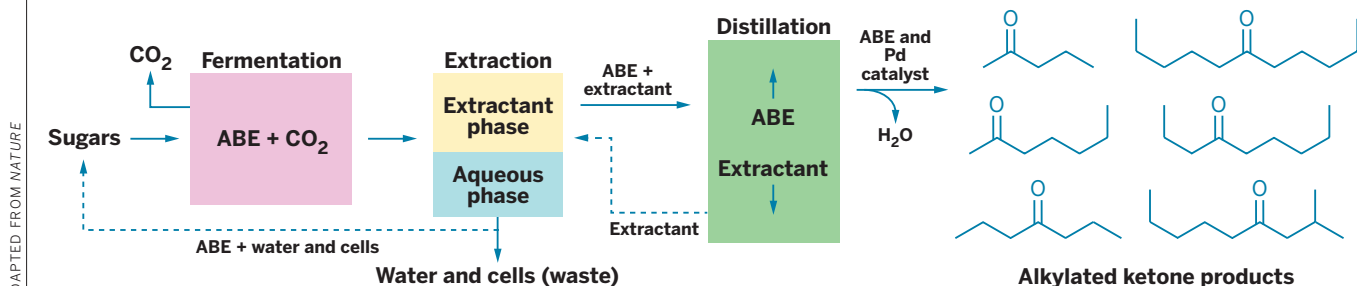 DAPTED FROM NATURE
Sugars
CO2
Fermentation
ABE + CO2
Extraction
Extractant
phase
Aqueous
phase
ABE + water and cells
Water and cells (waste)
ABE +
extractant
Extractant
Distillation
ABE
Extractant
ABE and
Pd
catalyst
H2O
O
O
O
O
O
O
Alkylated ketone products